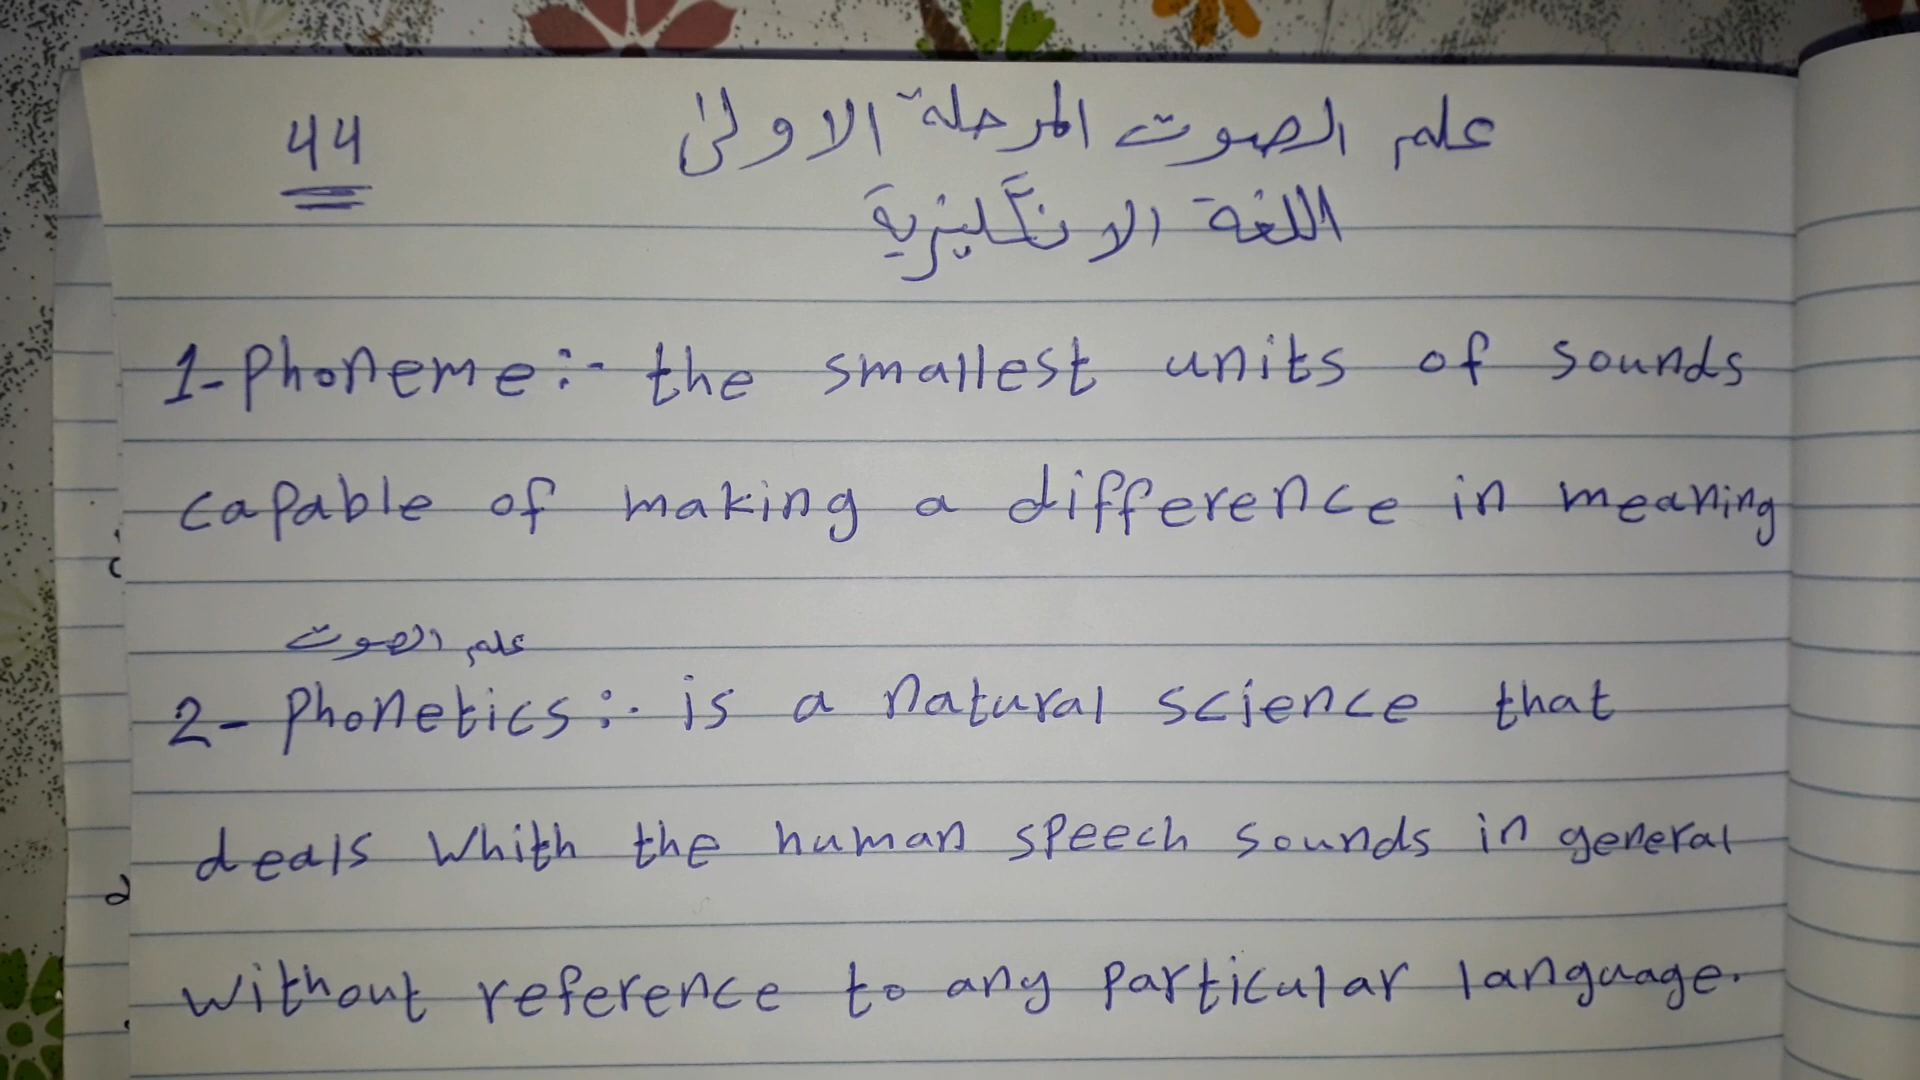 علم الصوت المرحلة الاولى
44
اللغة الانكليزية
1- Phoneme:- the smallest units of sounds
capable of making a difference in meaning
علم الصوت
2- Phonetics:- is a natural science that
deals Whith the human speech sounds in general
without reference to any particular language.